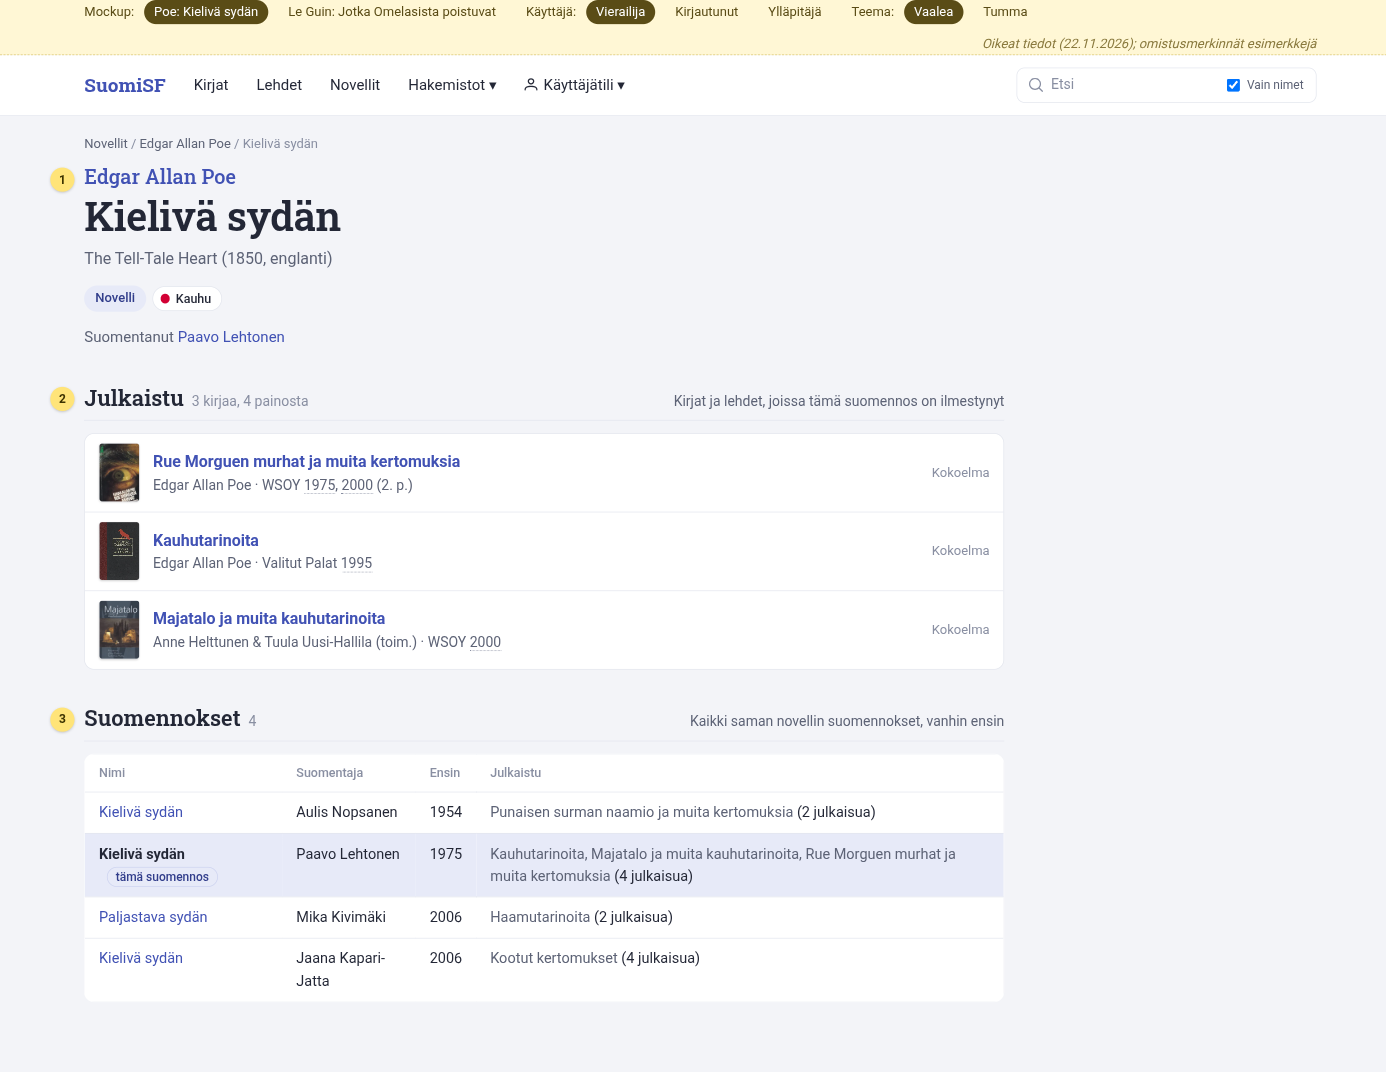 Mockup: Poe: Kielivä sydän Le Guin: Jotka Omelasista poistuvat Käyttäjä: Vierailija Kirjautunut Ylläpitäjä Teema: Vaalea Tumma
Oikeat tiedot (22.11.2026); omistusmerkinnät esimerkkejä
SuomiSF Kirjat Lehdet Novellit Hakemistot ▾ Käyttäjätili ▾ Etsi Vain nimet
Novellit / Edgar Allan Poe / Kielivä sydän
1 Edgar Allan Poe
Kielivä sydän
The Tell-Tale Heart (1850, englanti)
Novelli Kauhu
Suomentanut Paavo Lehtonen
2 Julkaistu 3 kirjaa, 4 painosta Kirjat ja lehdet, joissa tämä suomennos on ilmestynyt
Rue Morguen murhat ja muita kertomuksia
Edgar Allan Poe · WSOY 1975, 2000 (2. p.)
Kokoelma
Kauhutarinoita
Edgar Allan Poe · Valitut Palat 1995
Kokoelma
Majatalo
Majatalo ja muita kauhutarinoita
Anne Helttunen & Tuula Uusi-Hallila (toim.) · WSOY 2000
Kokoelma
3 Suomennokset 4 Kaikki saman novellin suomennokset, vanhin ensin
Nimi Suomentaja Ensin Julkaistu
Kielivä sydän Aulis Nopsanen 1954 Punaisen surman naamio ja muita kertomuksia (2 julkaisua)
Kielivä sydän Paavo Lehtonen 1975 Kauhutarinoita, Majatalo ja muita kauhutarinoita, Rue Morguen murhat ja
tämä suomennos muita kertomuksia (4 julkaisua)
Paljastava sydän Mika Kivimäki 2006 Haamutarinoita (2 julkaisua)
Kielivä sydän Jaana Kapari- 2006 Kootut kertomukset (4 julkaisua)
Jatta